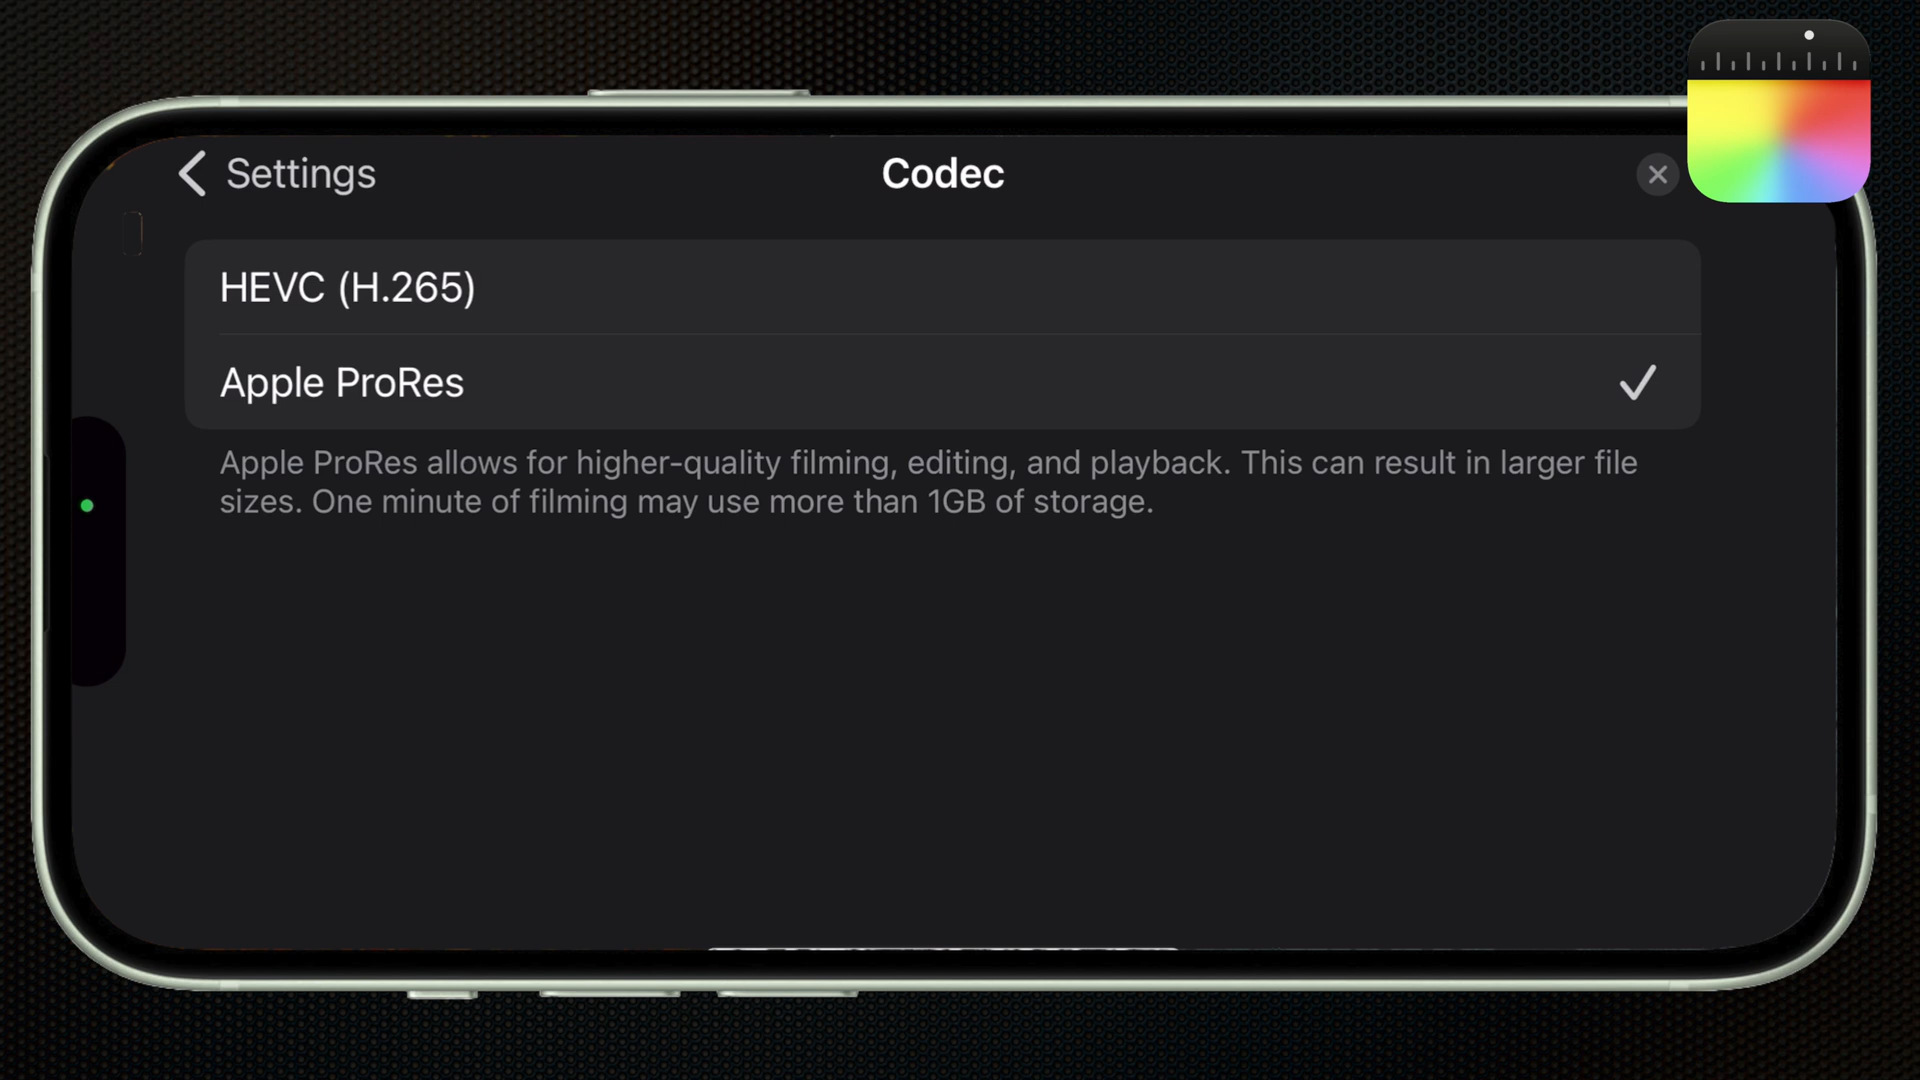 Settings
Codec
HEVC (H.265)
Apple ProRes
Apple ProRes allows for higher-quality filming, editing, and playback. This can result in larger file
sizes. One minute of filming may use more than 1GB of storage.